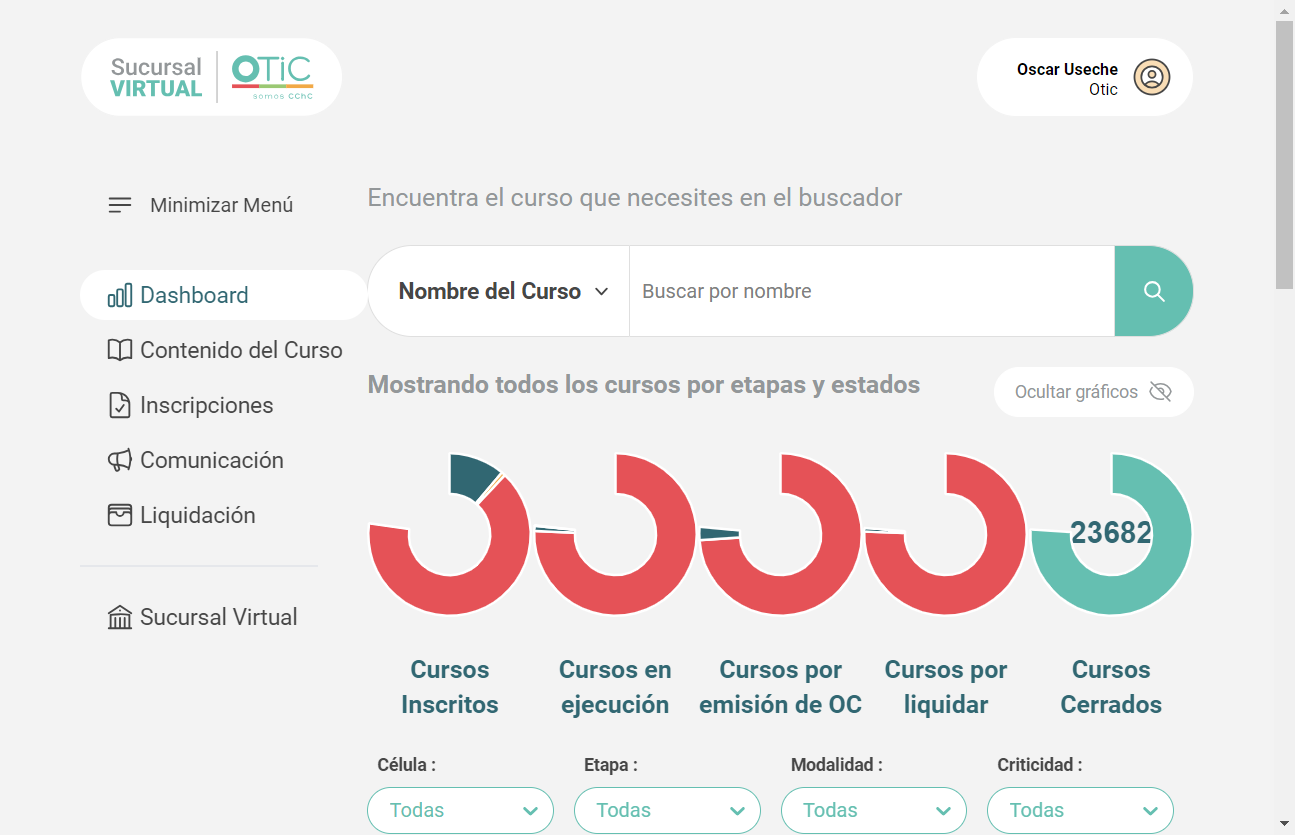 Sucursal
VIRTUAL
OTiC
somos CChC
Oscar Useche
Otic
Minimizar Menú
Dashboard
Contenido del Curso
Inscripciones
Comunicación
Liquidación
Sucursal Virtual
Encuentra el curso que necesites en el buscador
Nombre del Curso
Buscar por nombre
Mostrando todos los cursos por etapas y estados
Ocultar gráficos
23682
Cursos
Inscritos
Cursos en
ejecución
Cursos por
emisión de OC
Cursos por
liquidar
Cursos
Cerrados
Célula :
Todas
Etapa :
Todas
Modalidad :
Todas
Criticidad :
Todas